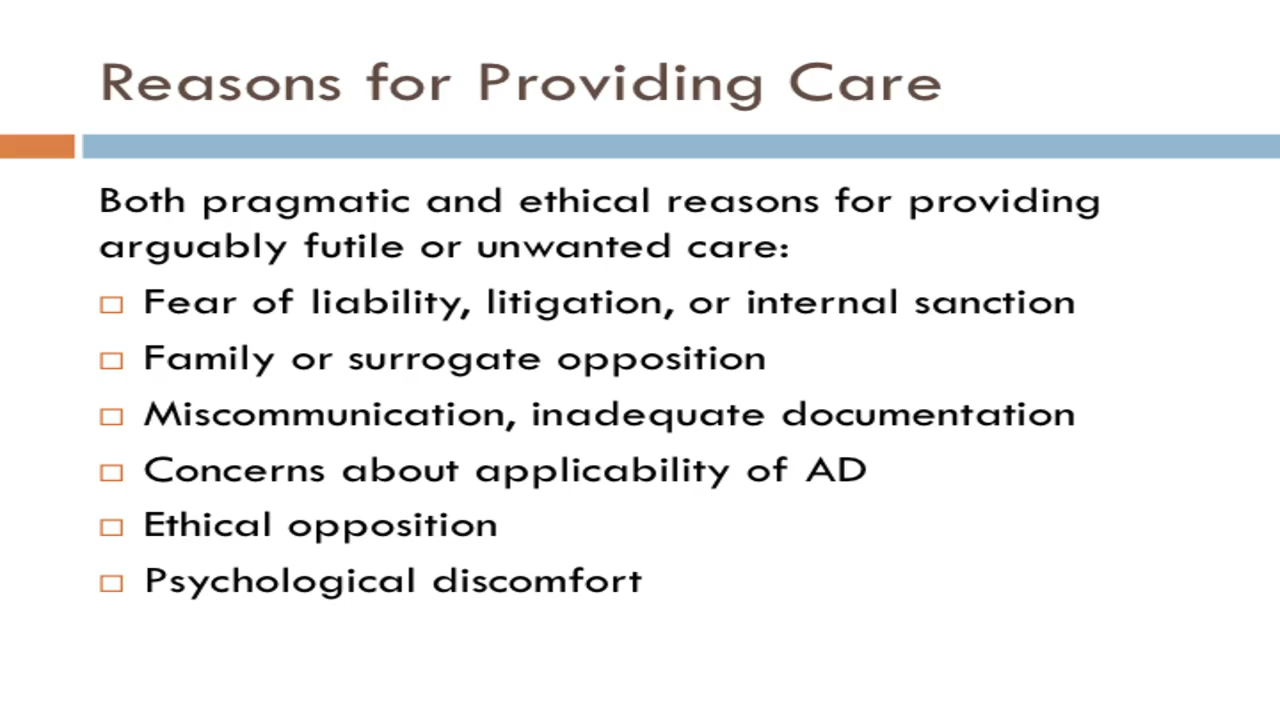 Reasons for Providing Care
Both pragmatic and ethical reasons for providing
arguably futile or unwanted care:
Fear of liability, litigation, or internal sanction
Family or surrogate opposition
Miscommunication, inadequate documentation
Concerns about applicability of AD
Ethical opposition
Psychological discomfort